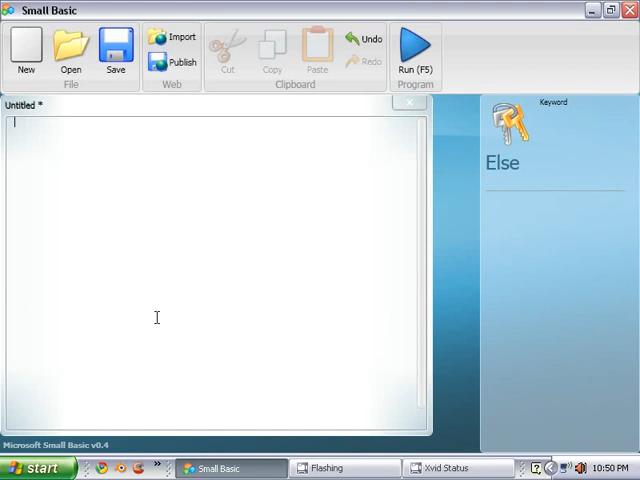 Small Basic
New
Open
Save
Import
Publish
Cut
Copy
Paste
Undo
Redo
Run (F5)
File
Web
Clipboard
Program
Untitled *
Keyword
Else
Microsoft Small Basic v0.4
start
Small Basic
Flashing
Xvid Status
10:50 PM